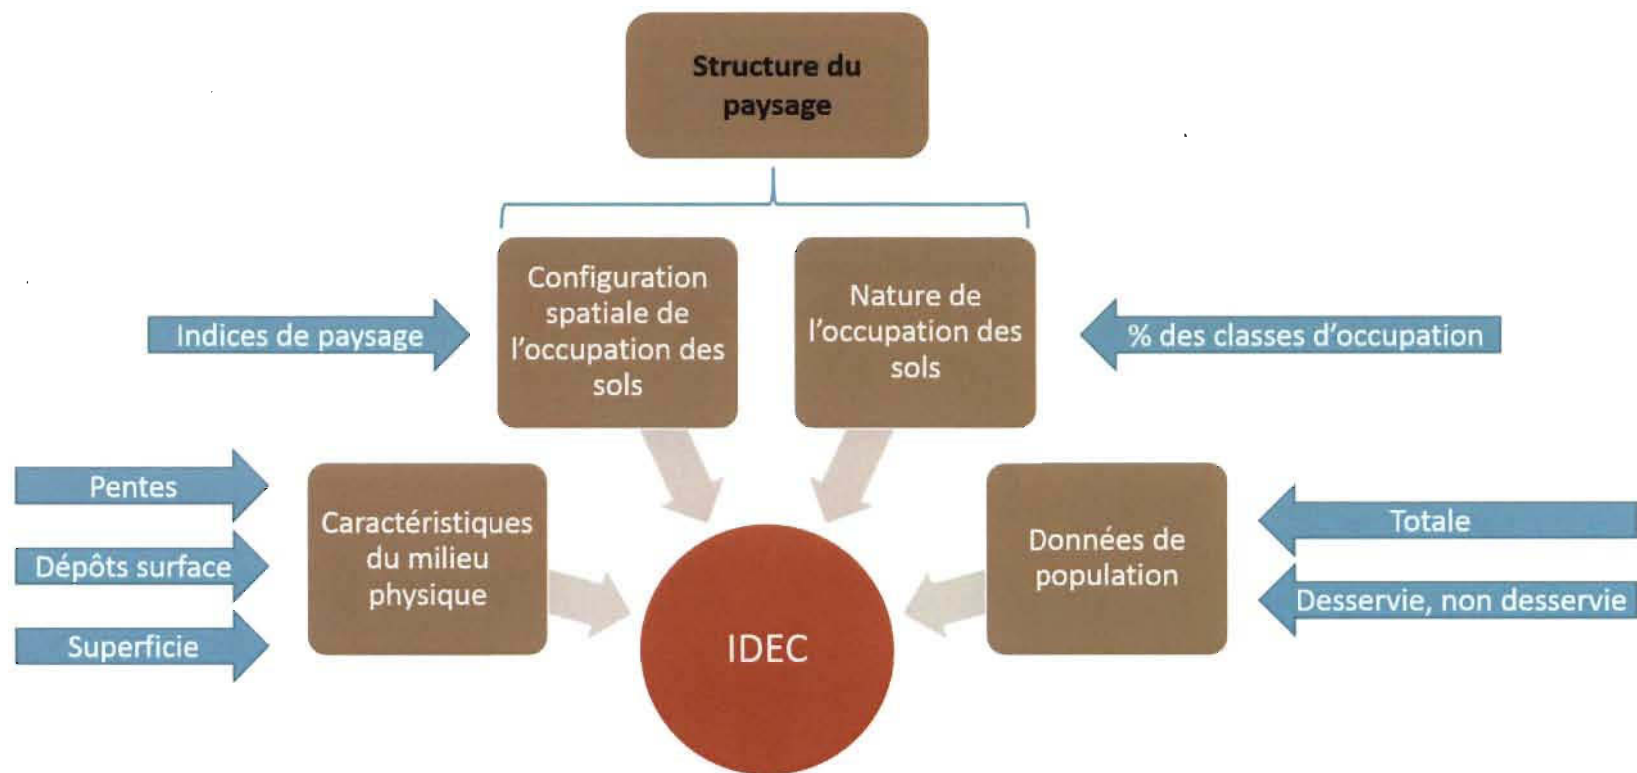 Structure du
paysage
Configuration
spatiale de
l'occupation des
sols
Nature de
l'occupation des
sols
Indices de paysage
% des classes d'occupation
Pentes
Dépôts surface
Superficie
Caractéristiques
du milieu
physique
Données de
population
Totale
Desservie, non desservie
IDEC